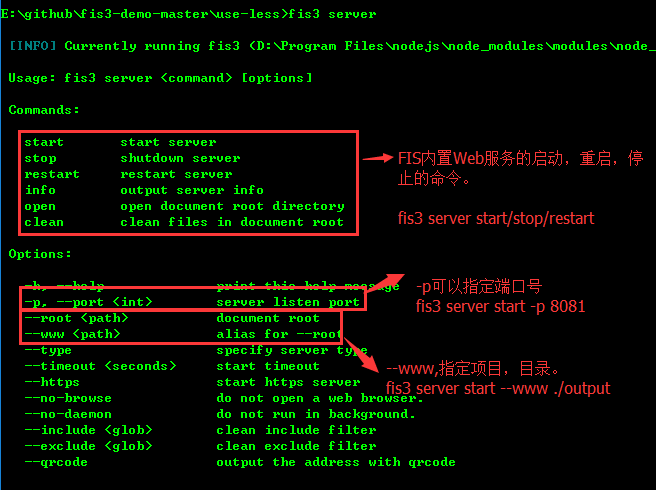 E:\github\fis3-demo-master\use-less>fis3 server
[INFO] Currently running fis3 (D:\Program Files\nodejs\node_modules\modules\node_
Usage: fis3 server <command> [options]
Commands:
start start server
stop shutdown server
restart restart server
info output server info
open open document root directory
clean clean files in document root
FIS内置Web服务的启动，重启，停
止的命令。
fis3 server start/stop/restart
Options:
-h, --help print this help message
-p, --port <int> server listen port
--root <path> document root
--www <path> alias for --root
--type specify server type
--timeout <seconds> start timeout
--https start https server
--no-browse do not open a web browser.
--no-daemon do not run in background.
--include <glob> clean include filter
--exclude <glob> clean exclude filter
--qrcode output the address with qrcode
-p可以指定端口号
fis3 server start -p 8081
--www,指定项目，目录。
fis3 server start --www ./output